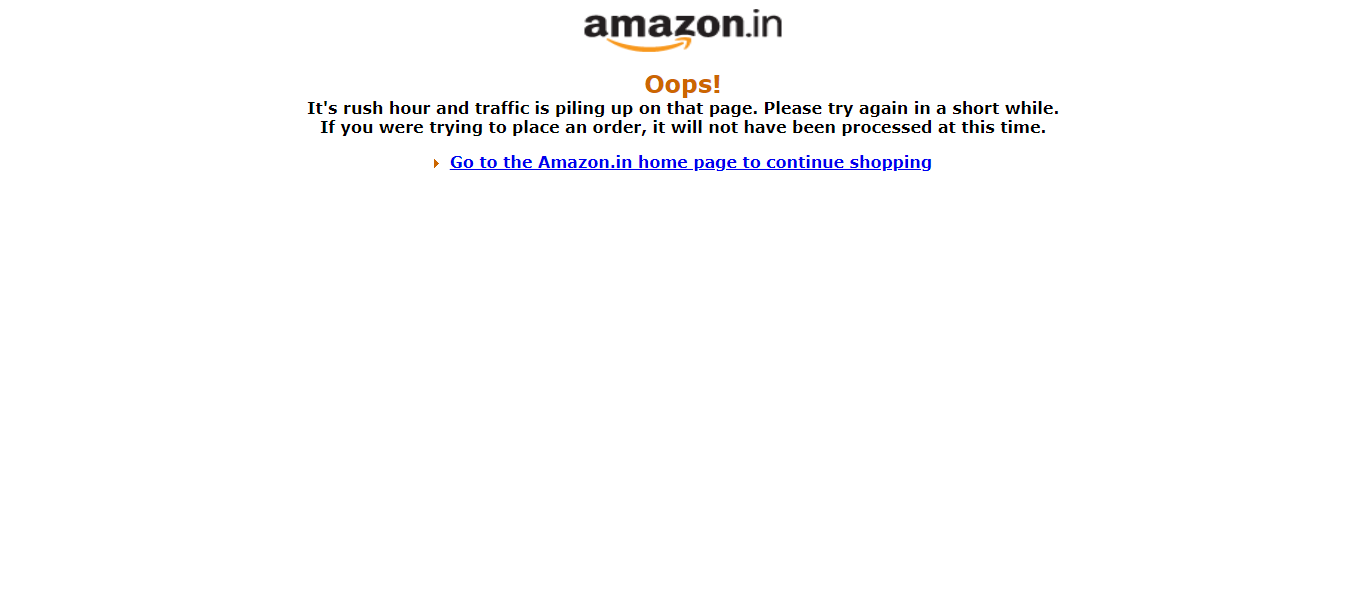 amazon.in
Oops!
It's rush hour and traffic is piling up on that page. Please try again in a short while.
If you were trying to place an order, it will not have been processed at this time.
Go to the Amazon.in home page to continue shopping